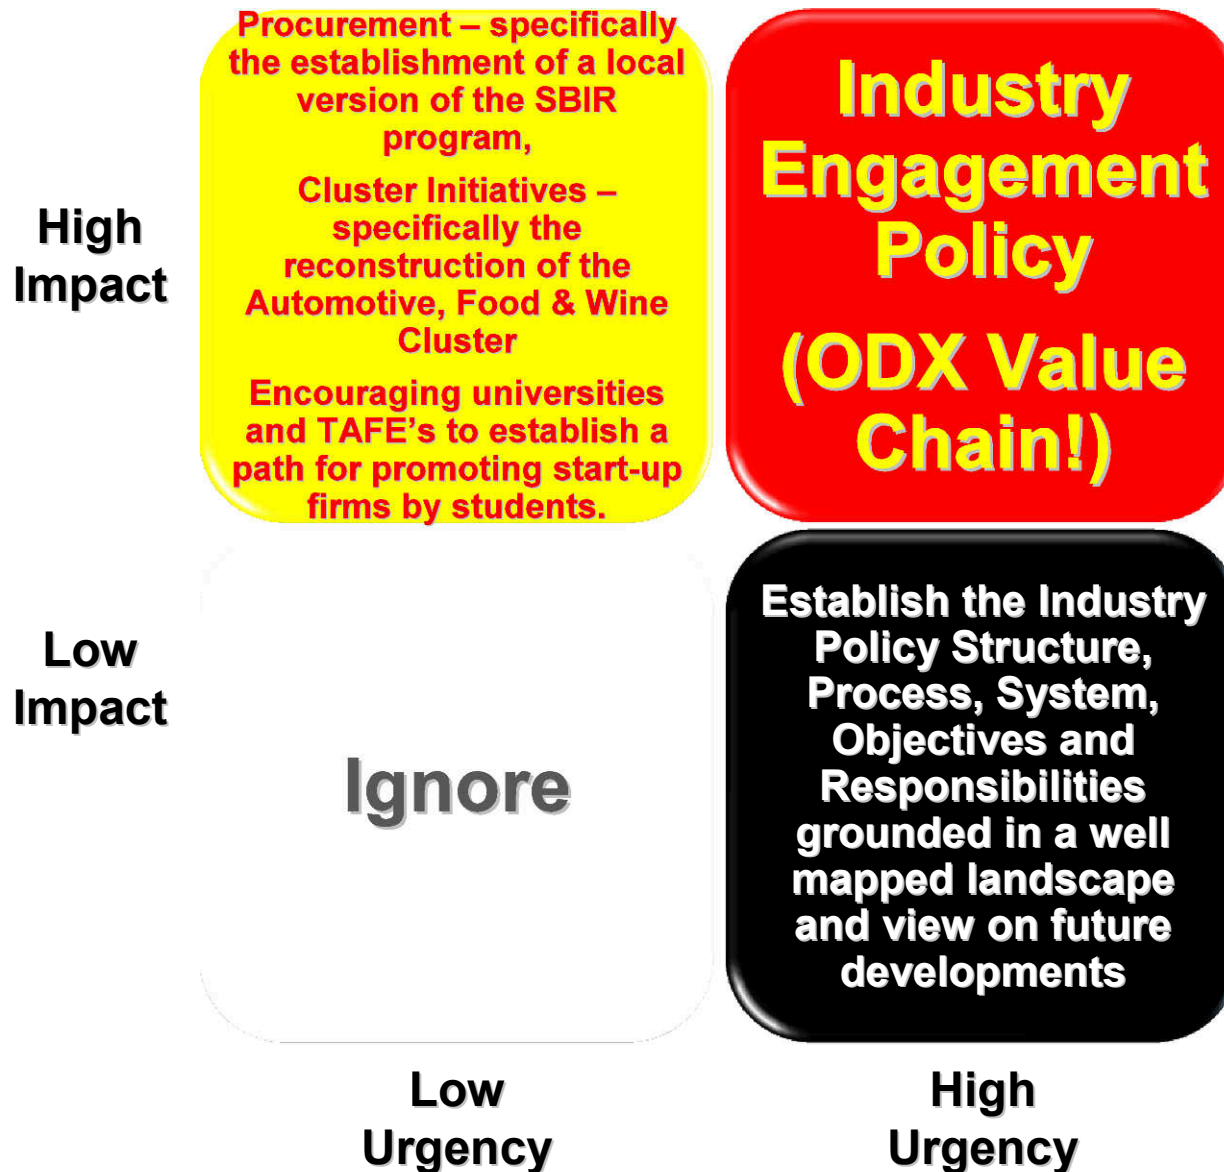 Procurement – specifically
the establishment of a local
version of the SBIR
program,
Cluster Initiatives –
specifically the
reconstruction of the
Automotive, Food & Wine
Cluster
Encouraging universities
and TAFE's to establish a
path for promoting start-up
firms by students.
Industry
Engagement
Policy
(ODX Value
Chain!)
High
Impact
Low
Impact
Ignore
Establish the Industry
Policy Structure,
Process, System,
Objectives and
Responsibilities
grounded in a well
mapped landscape
and view on future
developments
Low
Urgency
High
Urgency